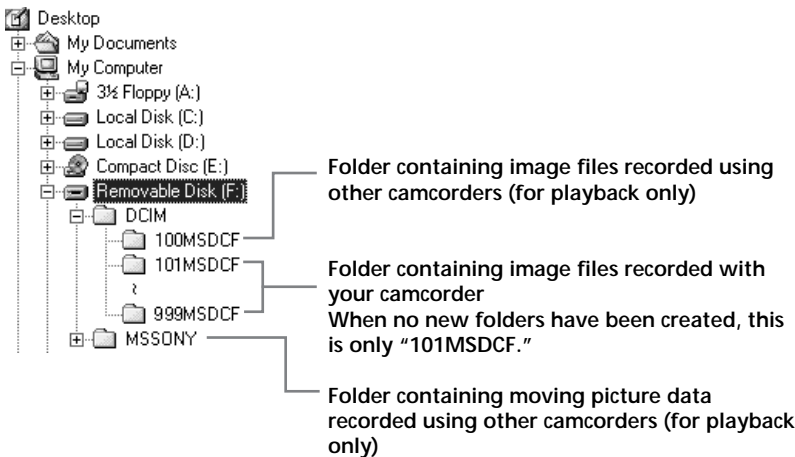 Desktop
My Documents
My Computer
3½ Floppy (A:)
Local Disk (C:)
Local Disk (D:)
Compact Disc (E:)
Removable Disk (F:)
DCIM
100MSDCF
101MSDCF
≀
999MSDCF
MSSONY
Folder containing image files recorded using
other camcorders (for playback only)
Folder containing image files recorded with
your camcorder
When no new folders have been created, this
is only “101MSDCF.”
Folder containing moving picture data
recorded using other camcorders (for playback
only)